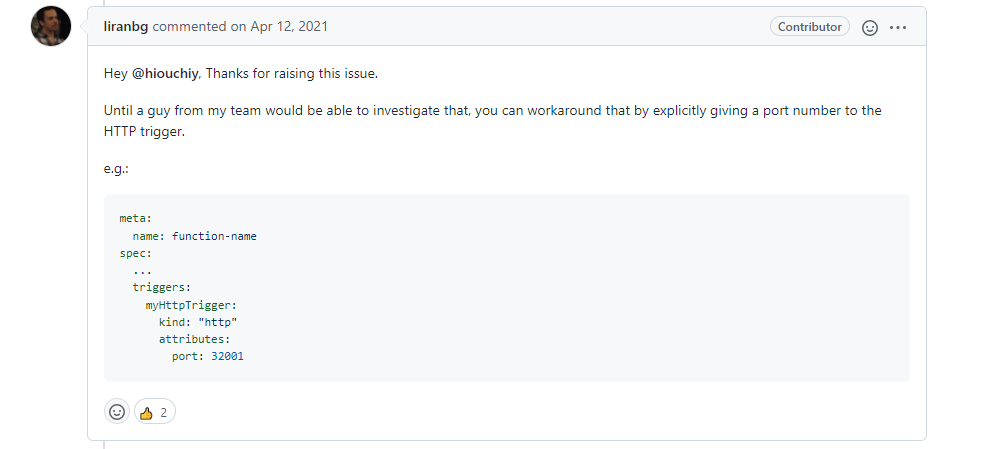 liranbg commented on Apr 12, 2021
Contributor
Hey @hiouchiy, Thanks for raising this issue.
Until a guy from my team would be able to investigate that, you can workaround that by explicitly giving a port number to the
HTTP trigger.
e.g.:
meta:
  name: function-name
spec:
  ...
  triggers:
    myHttpTrigger:
      kind: "http"
      attributes:
        port: 32001
👍 2